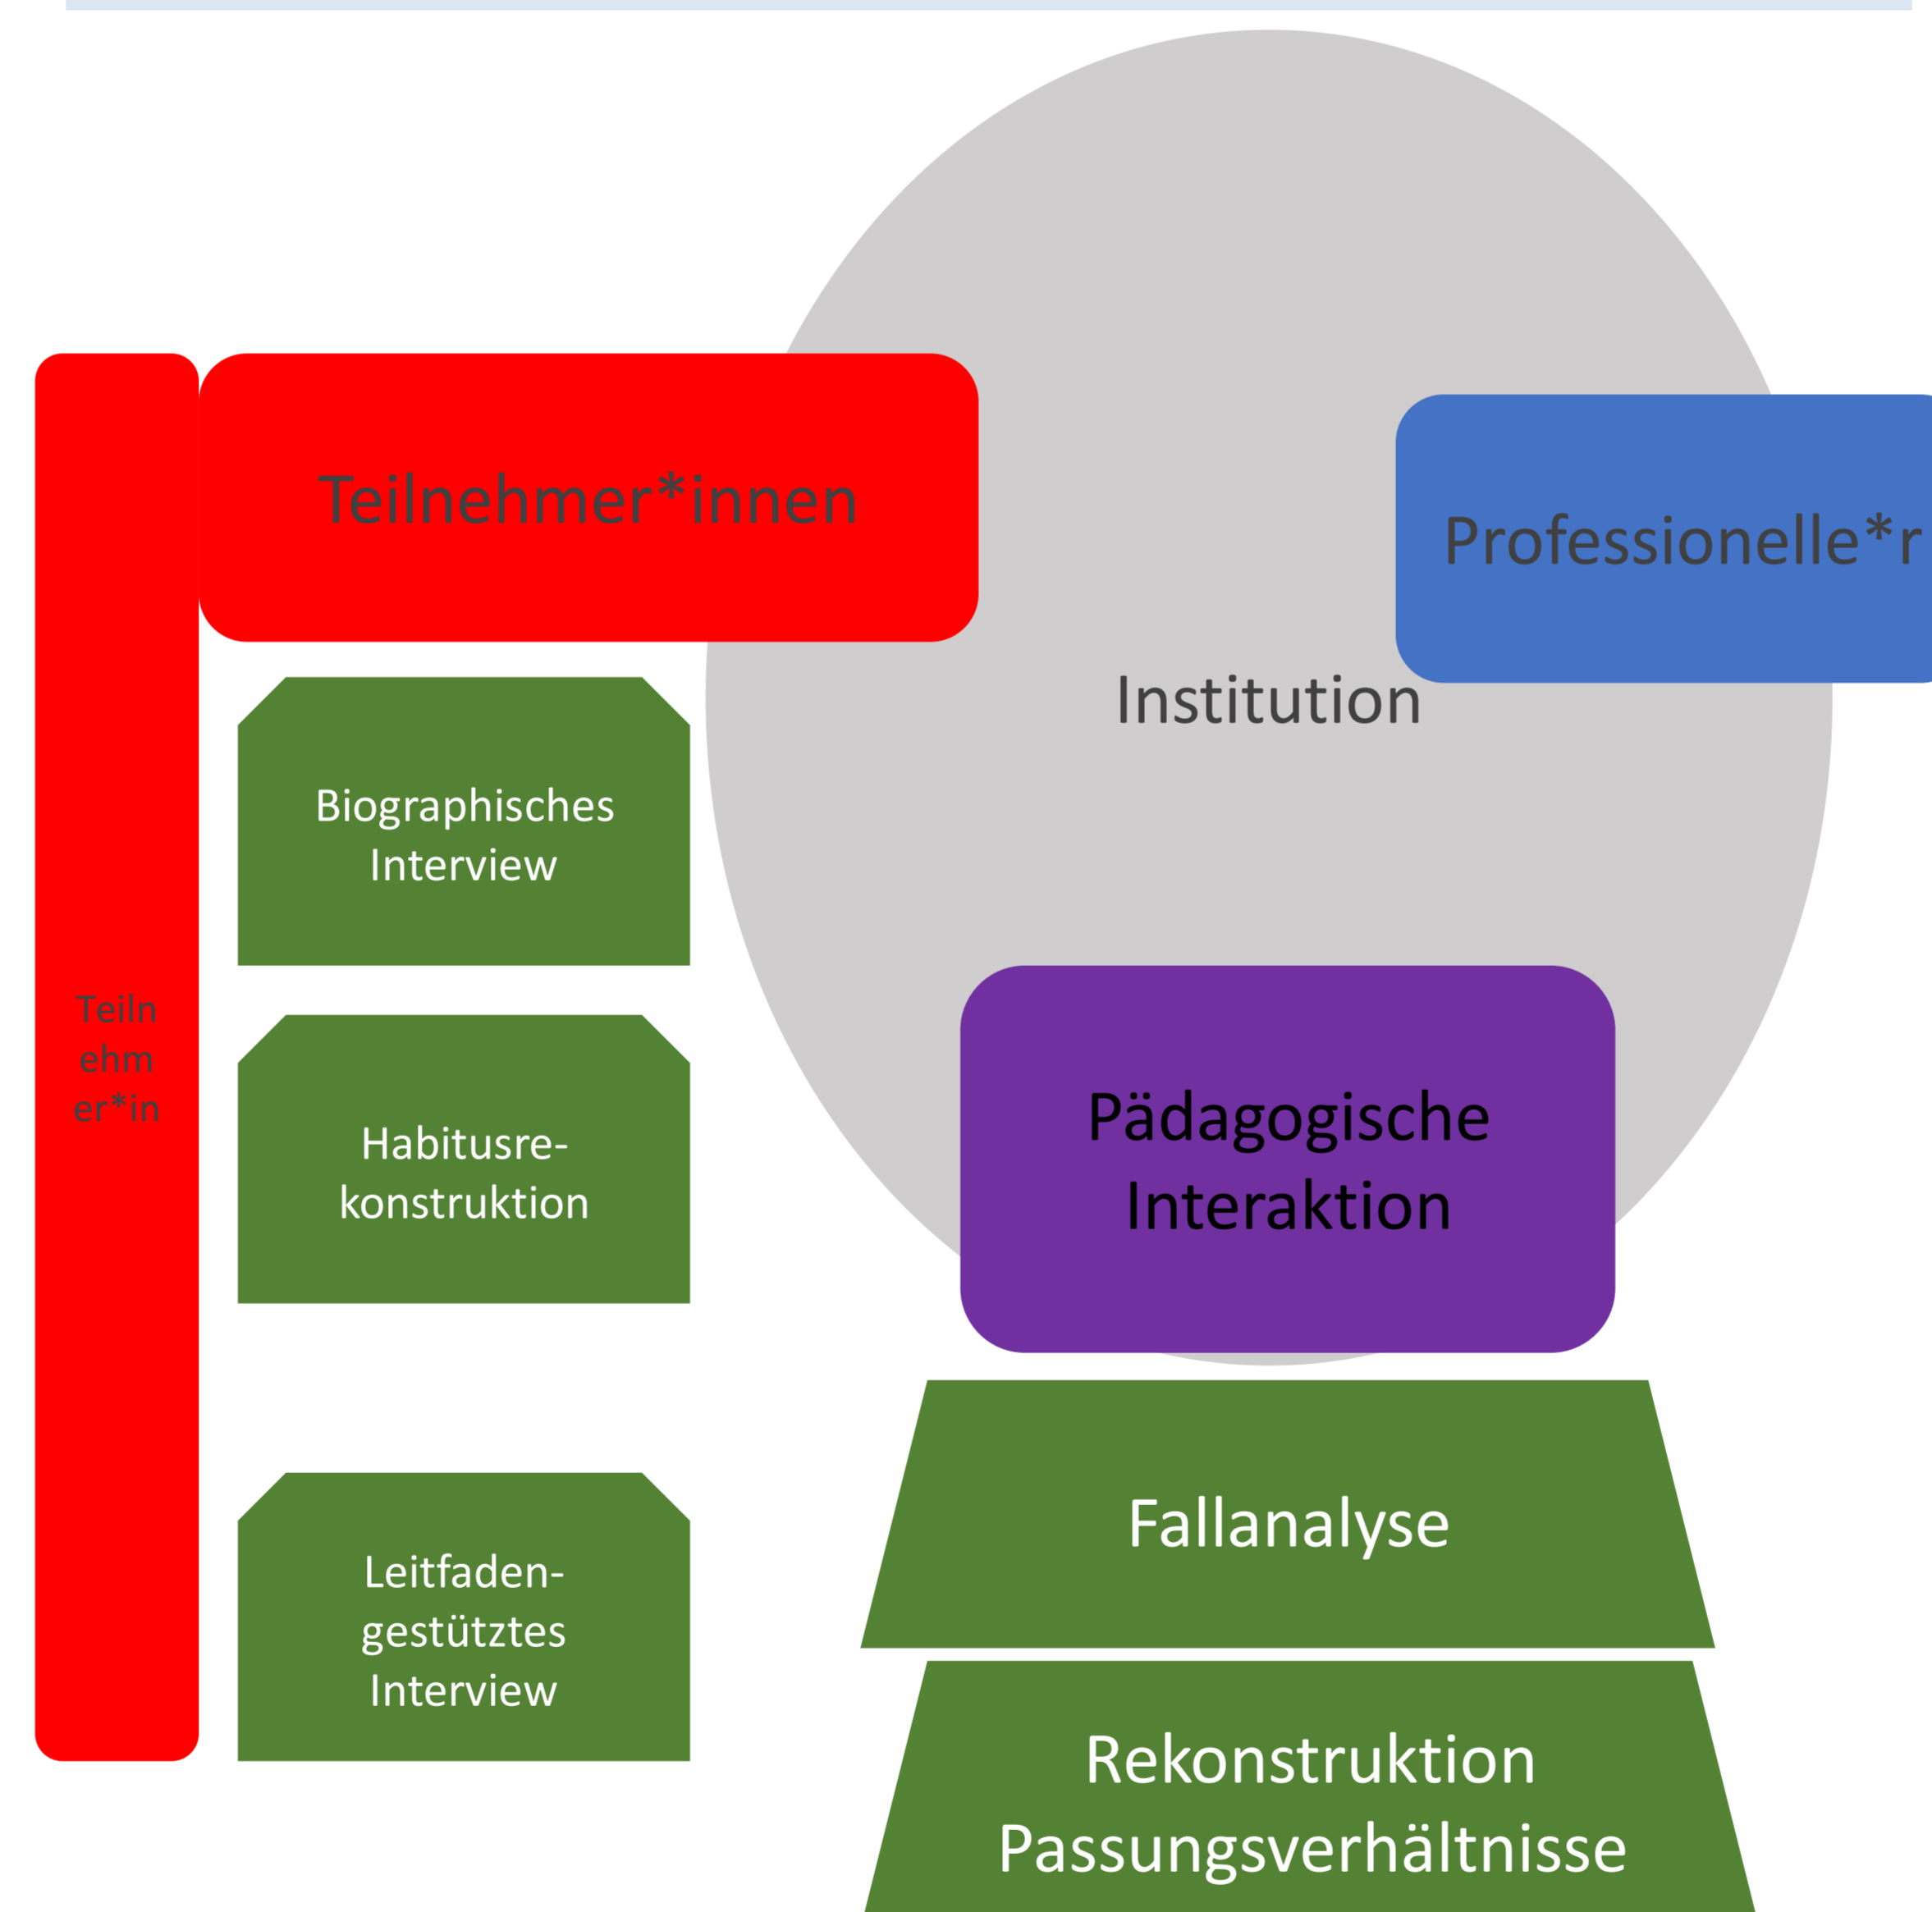 Teilnehmer*innen
Professionelle*r
Institution
Biographisches
Interview
Teiln
ehm
er*in
Habitusre-
konstruktion
Pädagogische
Interaktion
Leitfaden-
gestütztes
Interview
Fallanalyse
Rekonstruktion
Passungsverhältnisse